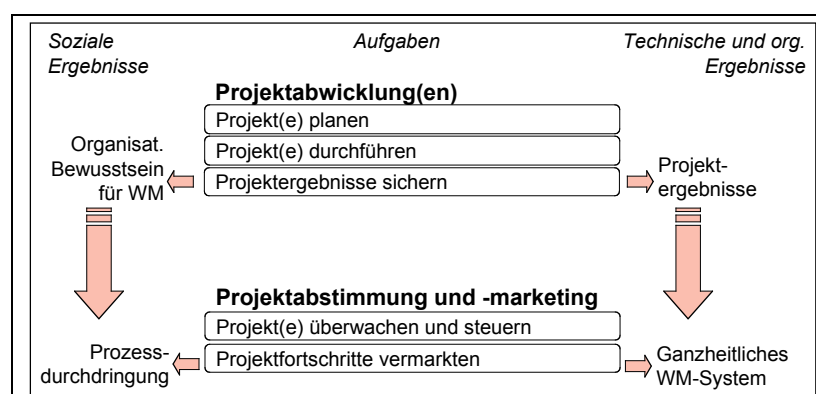 Soziale
Ergebnisse
Aufgaben
Technische und org.
Ergebnisse
Projektabwicklung(en)
Projekt(e) planen
Projekt(e) durchführen
Projektergebnisse sichern
Organisat.
Bewusstsein
für WM
Projekt-
ergebnisse
Projektabstimmung und -marketing
Projekt(e) überwachen und steuern
Projektfortschritte vermarkten
Prozess-
durchdringung
Ganzheitliches
WM-System